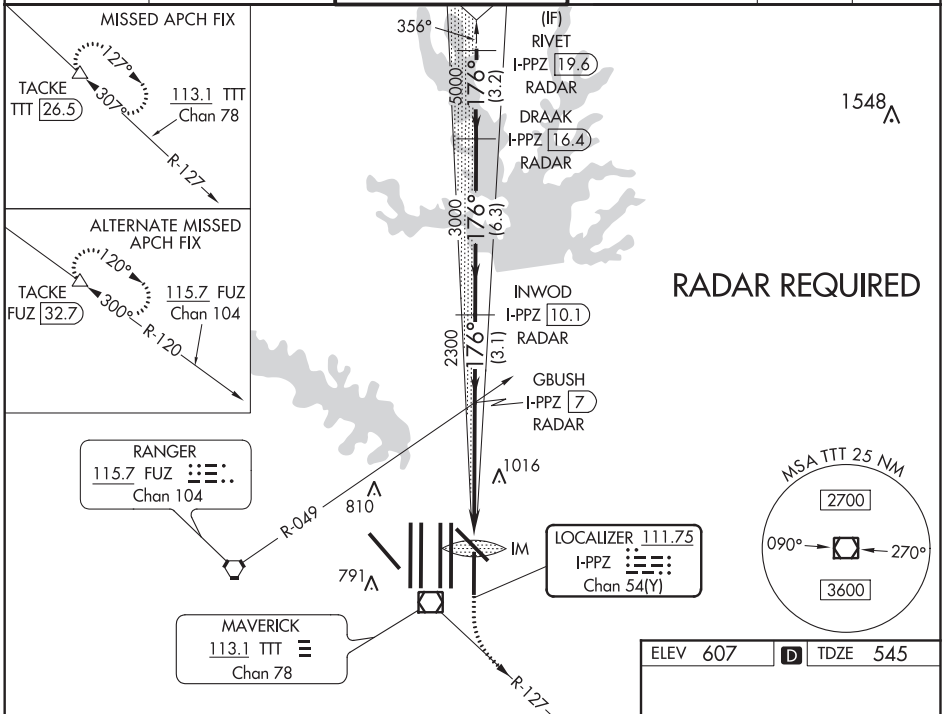 MISSED APCH FIX
TACKE
TTT 26.5
127°
307°
113.1 TTT
Chan 78
R-127
ALTERNATE MISSED
APCH FIX
TACKE
FUZ 32.7
120°
300°
115.7 FUZ
Chan 104
R-120
356°
(IF)
RIVET
I-PPZ 19.6
RADAR
5000
176°
(3.2)
DRAAK
I-PPZ 16.4
RADAR
1548
3000
176°
(6.3)
RADAR REQUIRED
INWOD
I-PPZ 10.1
RADAR
2300
176°
(3.1)
GBUSH
I-PPZ 7
RADAR
RANGER
115.7 FUZ
Chan 104
R-049
810
1016
791
IM
LOCALIZER 111.75
I-PPZ
Chan 54(Y)
MAVERICK
113.1 TTT
Chan 78
R-127
MSA TTT 25 NM
2700
090°
270°
3600
ELEV 607 D TDZE 545